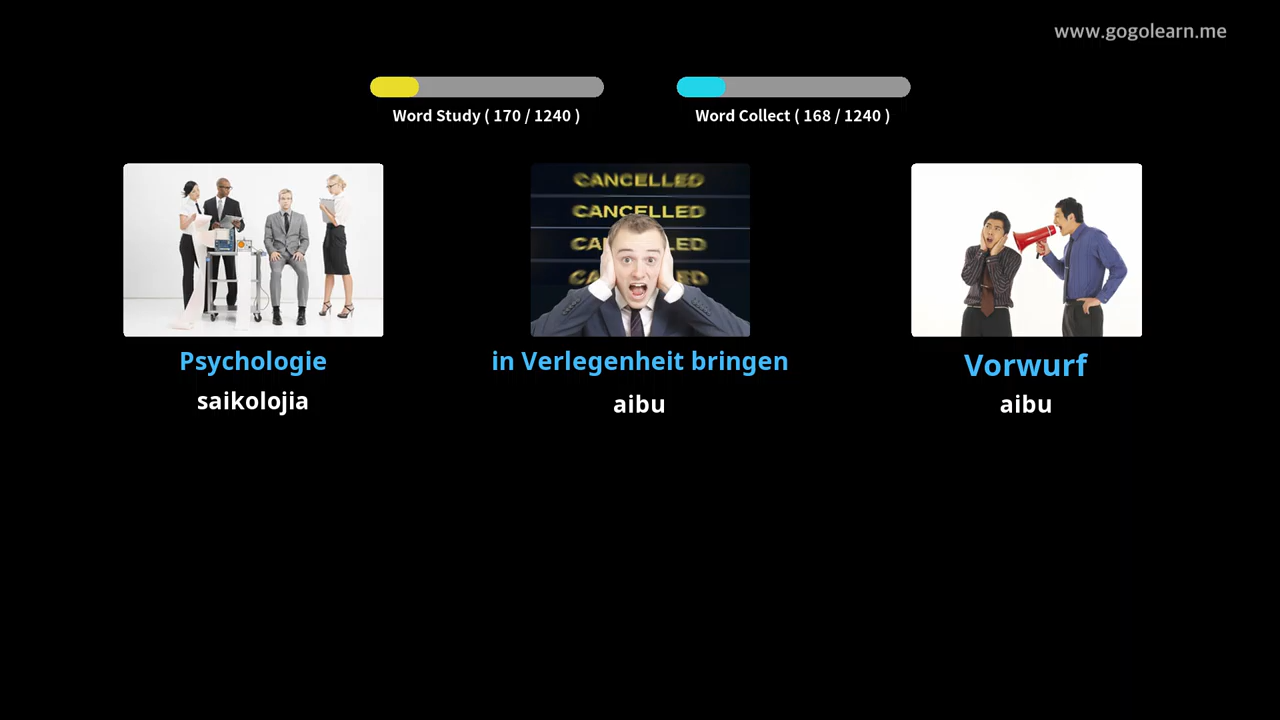 www.gogolearn.me
Word Study ( 170 / 1240 )
Word Collect ( 168 / 1240 )
CANCELLED
CANCELLED
Psychologie
in Verlegenheit bringen
Vorwurf
saikolojia
aibu
aibu